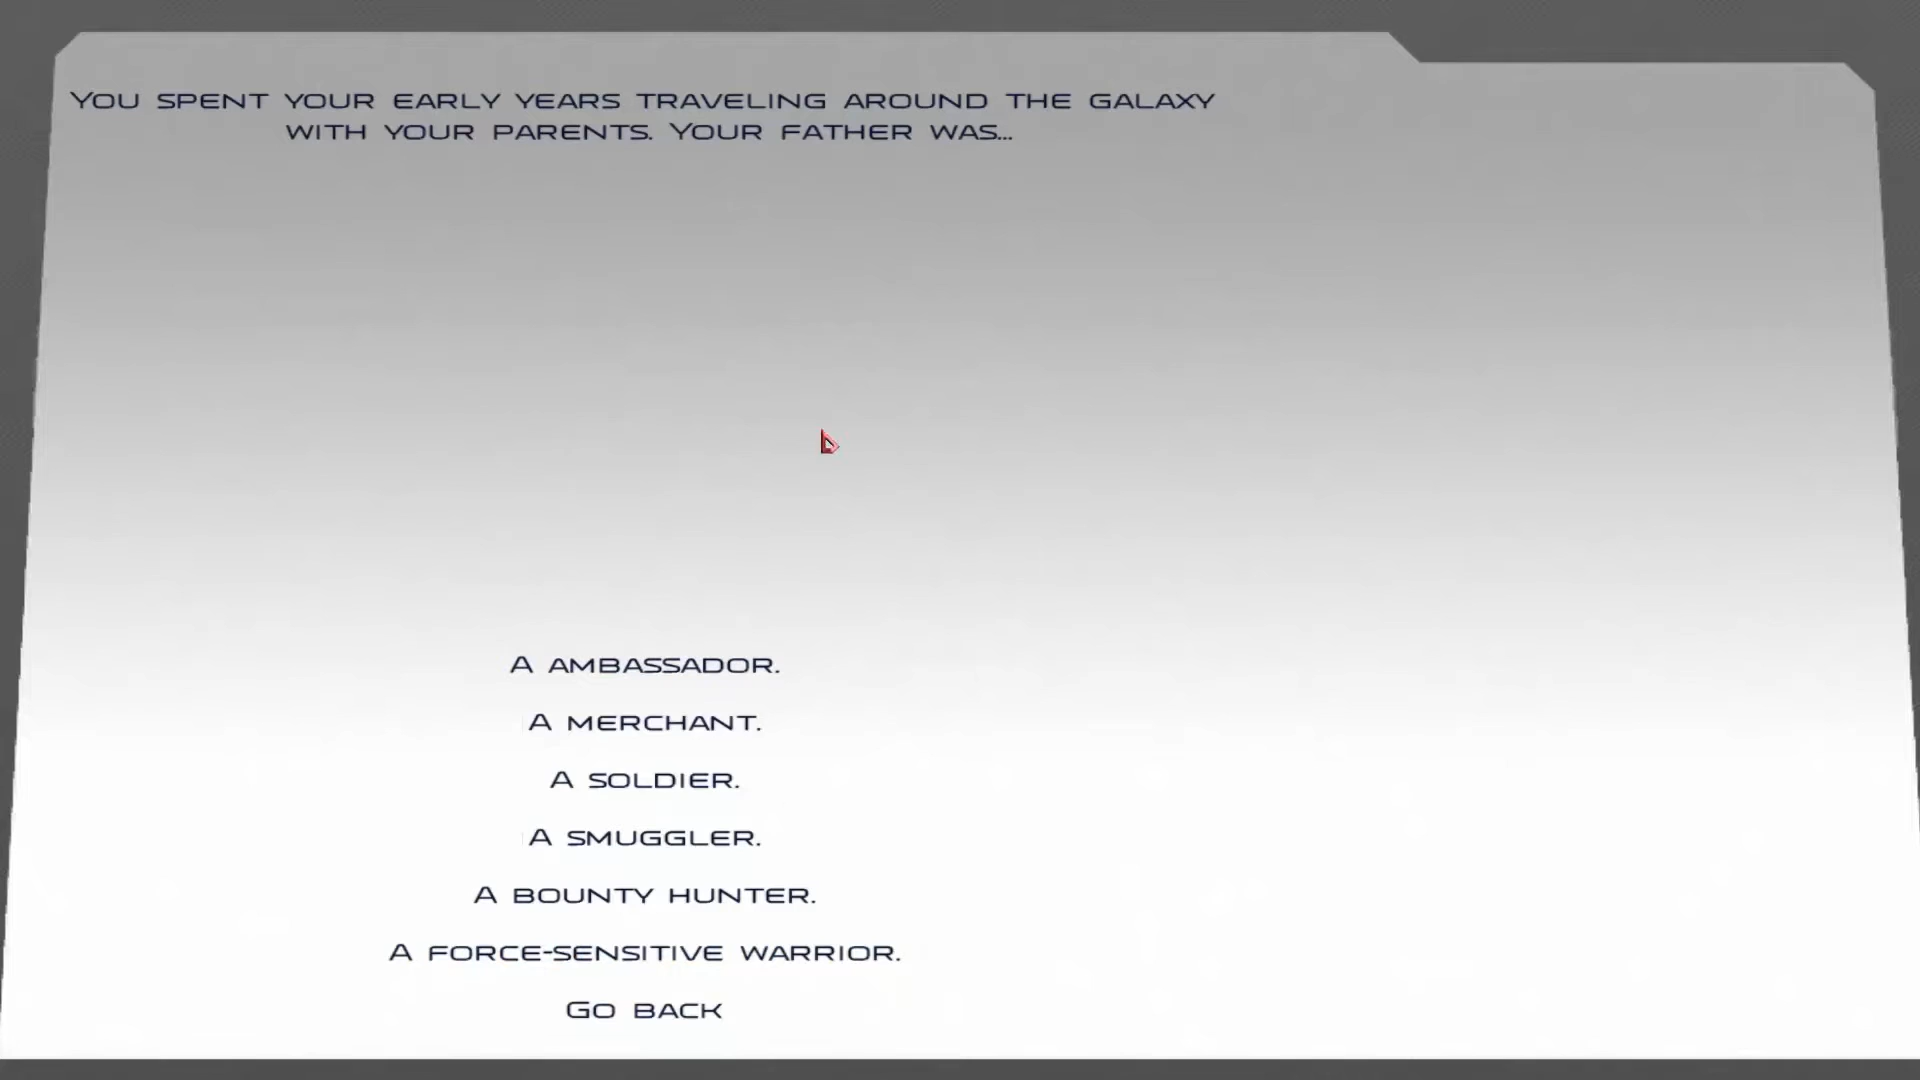 You spent your early years traveling around the galaxy
with your parents. Your father was...
A ambassador.
A merchant.
A soldier.
A smuggler.
A bounty hunter.
A force-sensitive warrior.
Go back